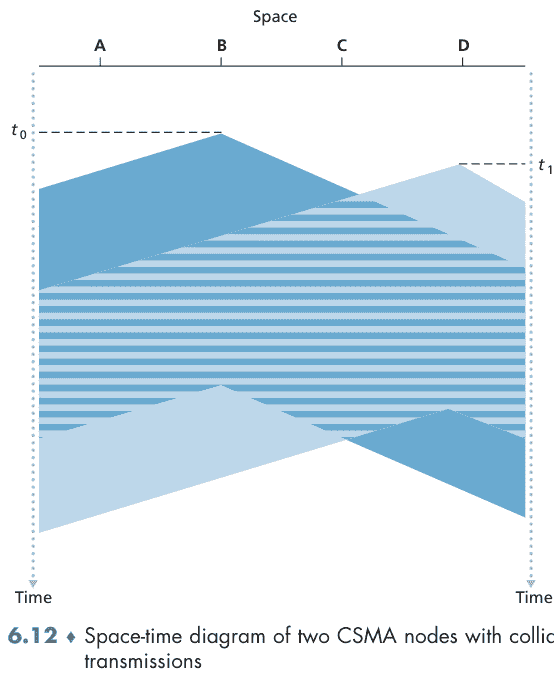 Space
A B C D
t0
t1
Time Time
6.12 ♦ Space-time diagram of two CSMA nodes with collic
transmissions